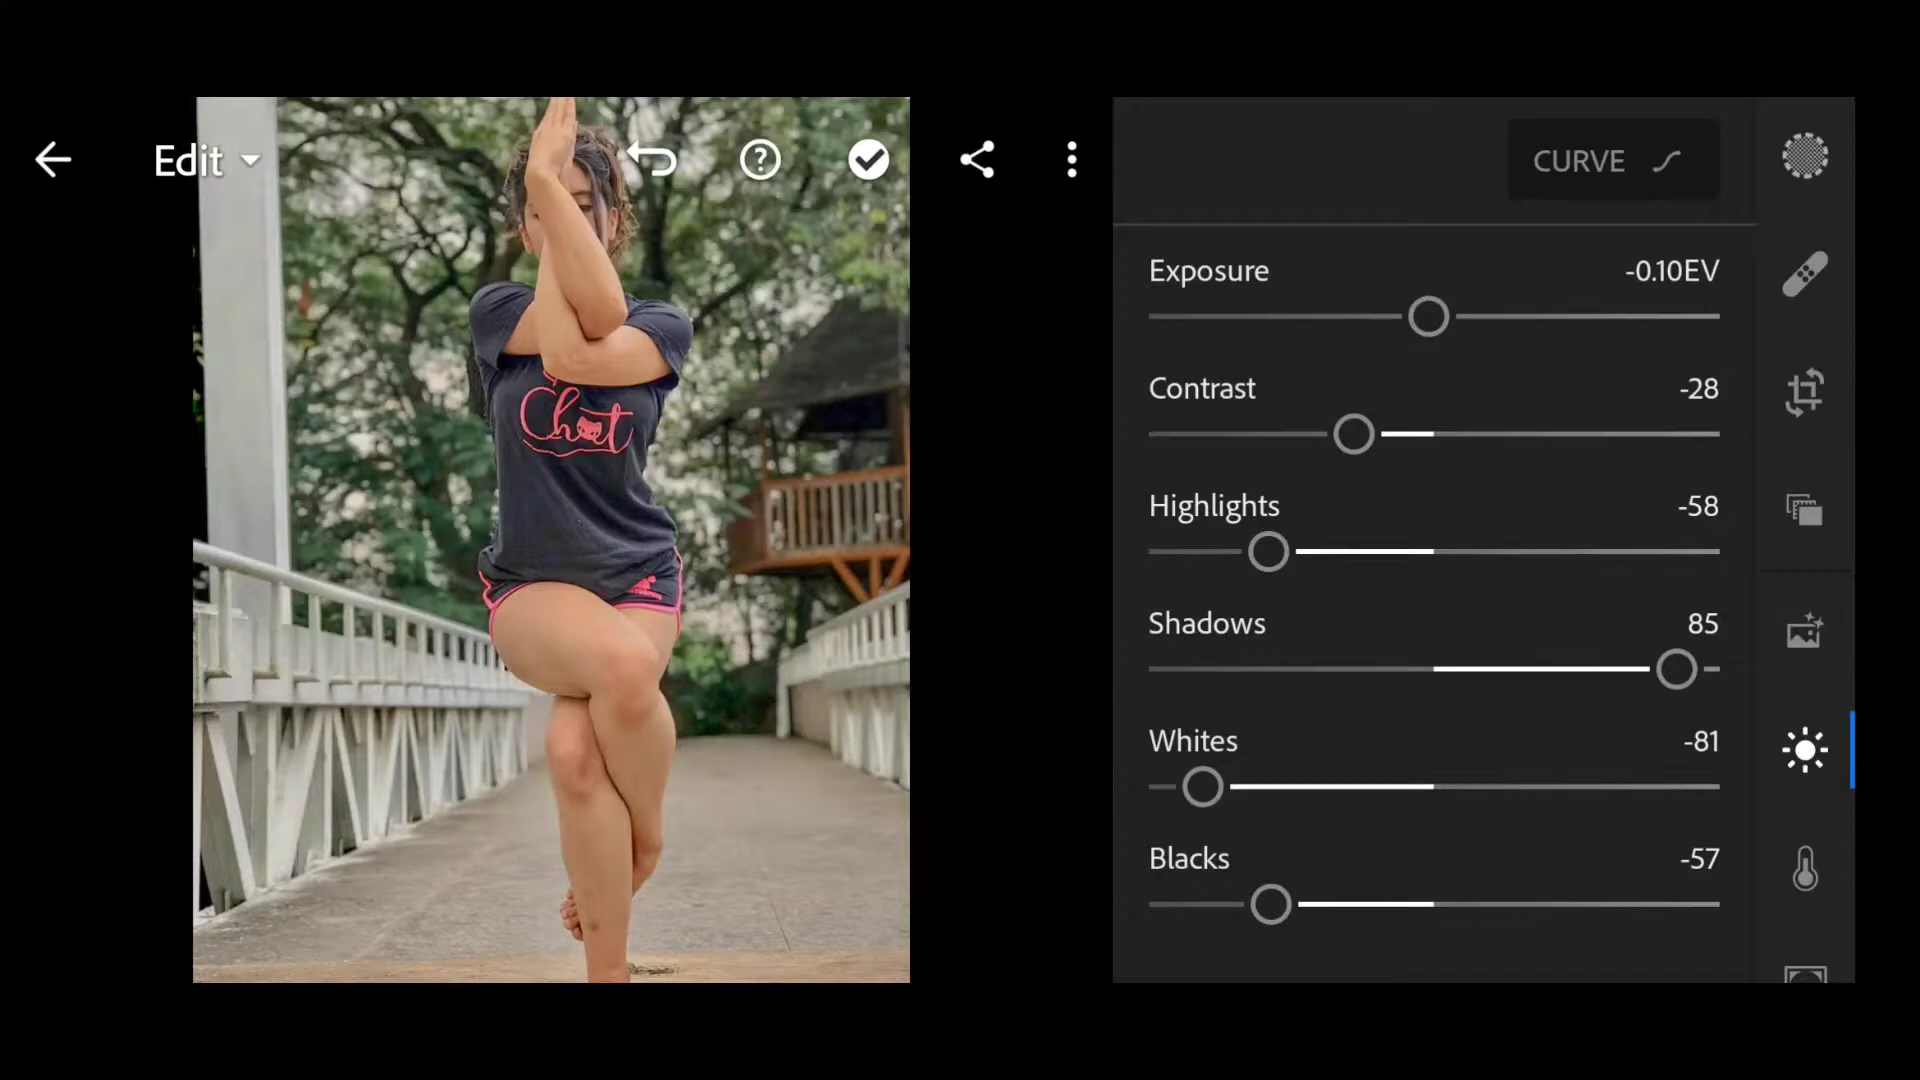 Edit
CURVE
Exposure -0.10EV
Contrast -28
Highlights -58
Shadows 85
Whites -81
Blacks -57
Chat